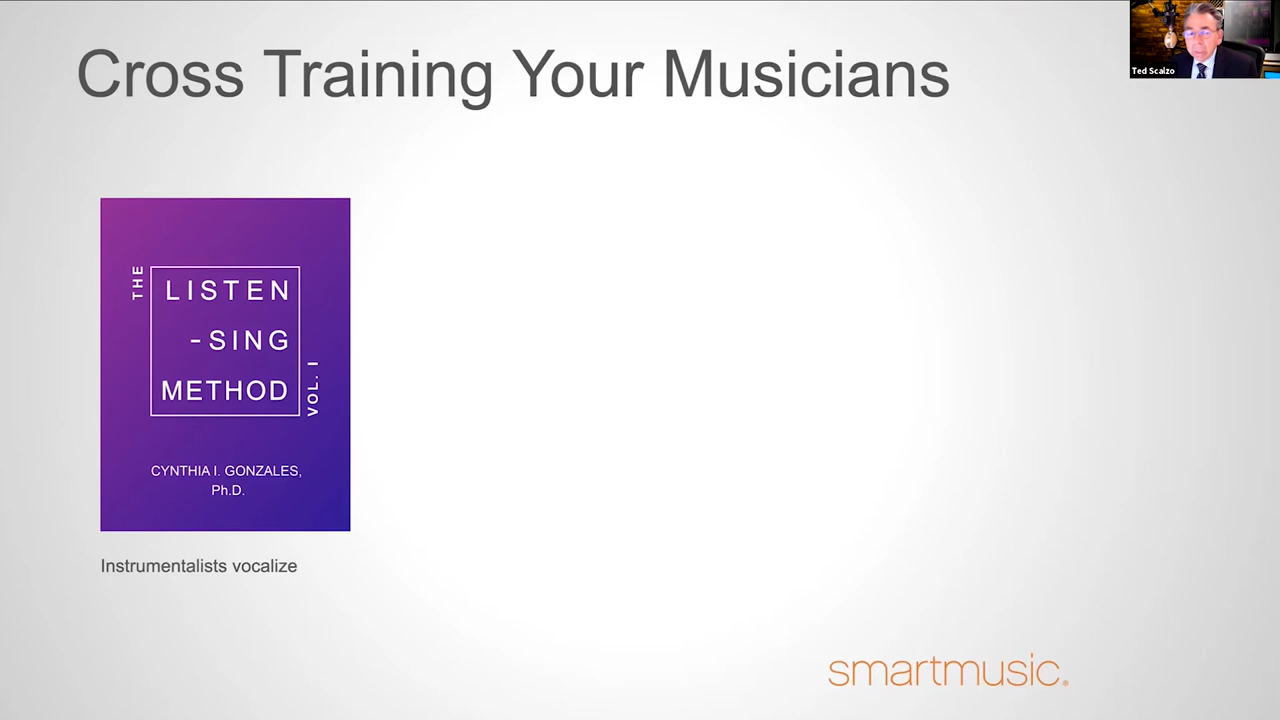 Cross Training Your Musicians
Ted Scalzo
THE
LISTEN
-SING
METHOD
VOL. I
CYNTHIA I. GONZALES,
Ph.D.
Instrumentalists vocalize
smartmusic®